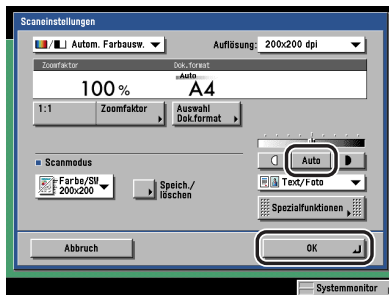 Scaneinstellungen
Autom. Farbausw.
Auflösung: 200x200 dpi
Zoomfaktor
Dok.format
Auto
100 %
A4
1:1
Zoomfaktor
Auswahl
Dok.format
Auto
Scanmodus
Farbe/SW
200x200
Speich./
löschen
Text/Foto
Spezialfunktionen
Abbruch
OK
Systemmonitor